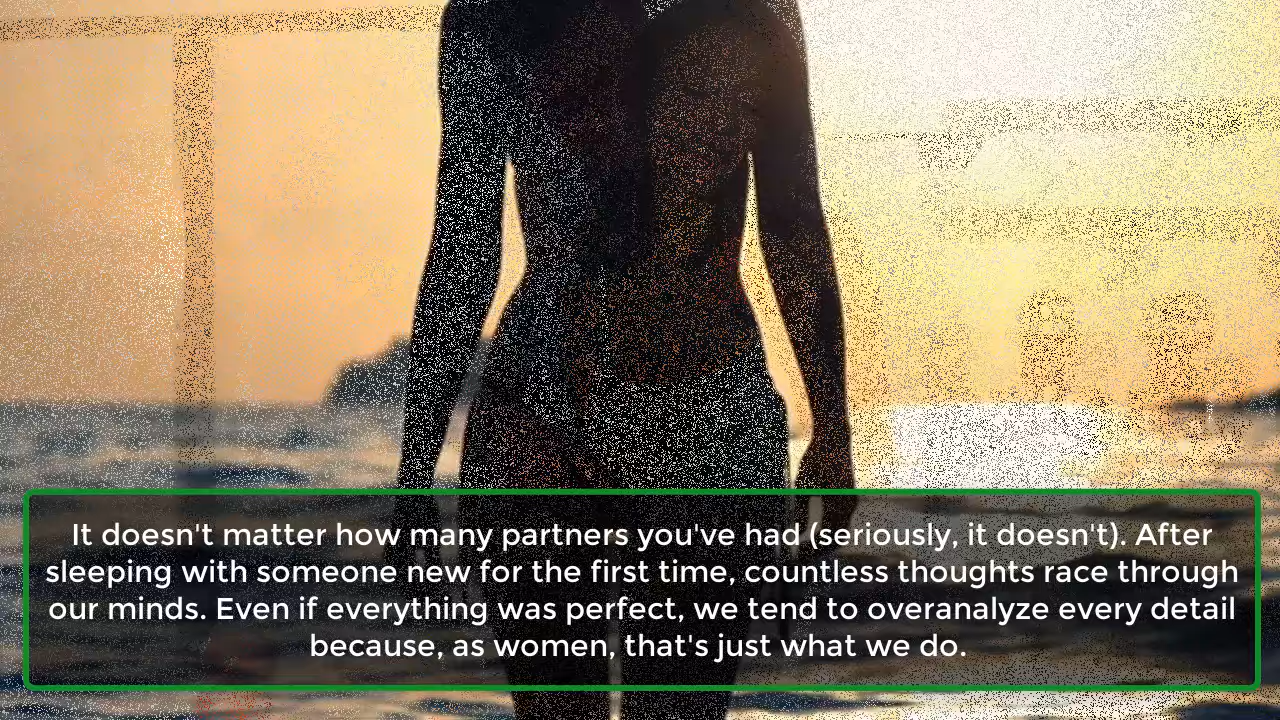 It doesn't matter how many partners you've had (seriously, it doesn't). After
sleeping with someone new for the first time, countless thoughts race through
our minds. Even if everything was perfect, we tend to overanalyze every detail
because, as women, that's just what we do.